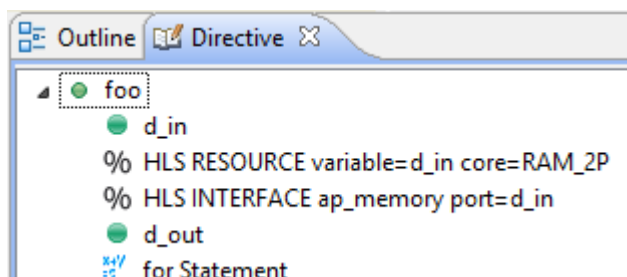 Outline Directive
foo
d_in
% HLS RESOURCE variable=d_in core=RAM_2P
% HLS INTERFACE ap_memory port=d_in
d_out
for Statement